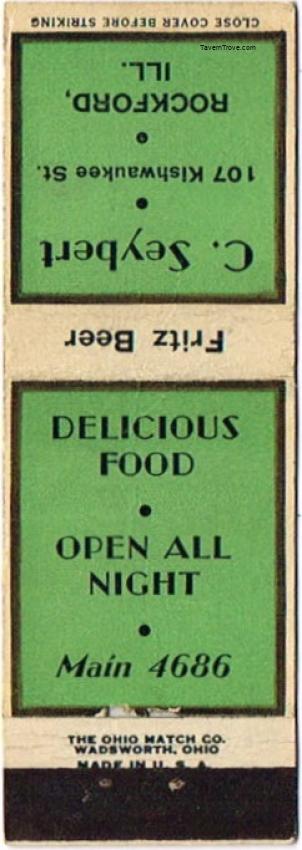 CLOSE COVER BEFORE STRIKING
TavernTrove.com
ROCKFORD,
ILL.
107 Kishwaukee St.
C. Seybert
Fritz Beer
DELICIOUS
FOOD
OPEN ALL
NIGHT
Main 4686
THE OHIO MATCH CO.
WADSWORTH, OHIO
MADE IN U. S. A.